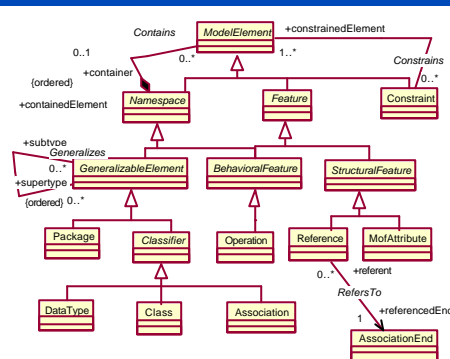 Contains
ModelElement
+constrainedElement
0..1
0..*
1..*
Constrains
+container
{ordered}
0..*
+containedElement
Namespace
Feature
Constraint
+subtype
Generalizes
0..*
GeneralizableElement
BehavioralFeature
StructuralFeature
+supertype
{ordered} 0..*
Package
Classifier
Operation
Reference
MofAttribute
0..*
+referent
RefersTo
DataType
Class
Association
1
+referencedEnd
AssociationEnd